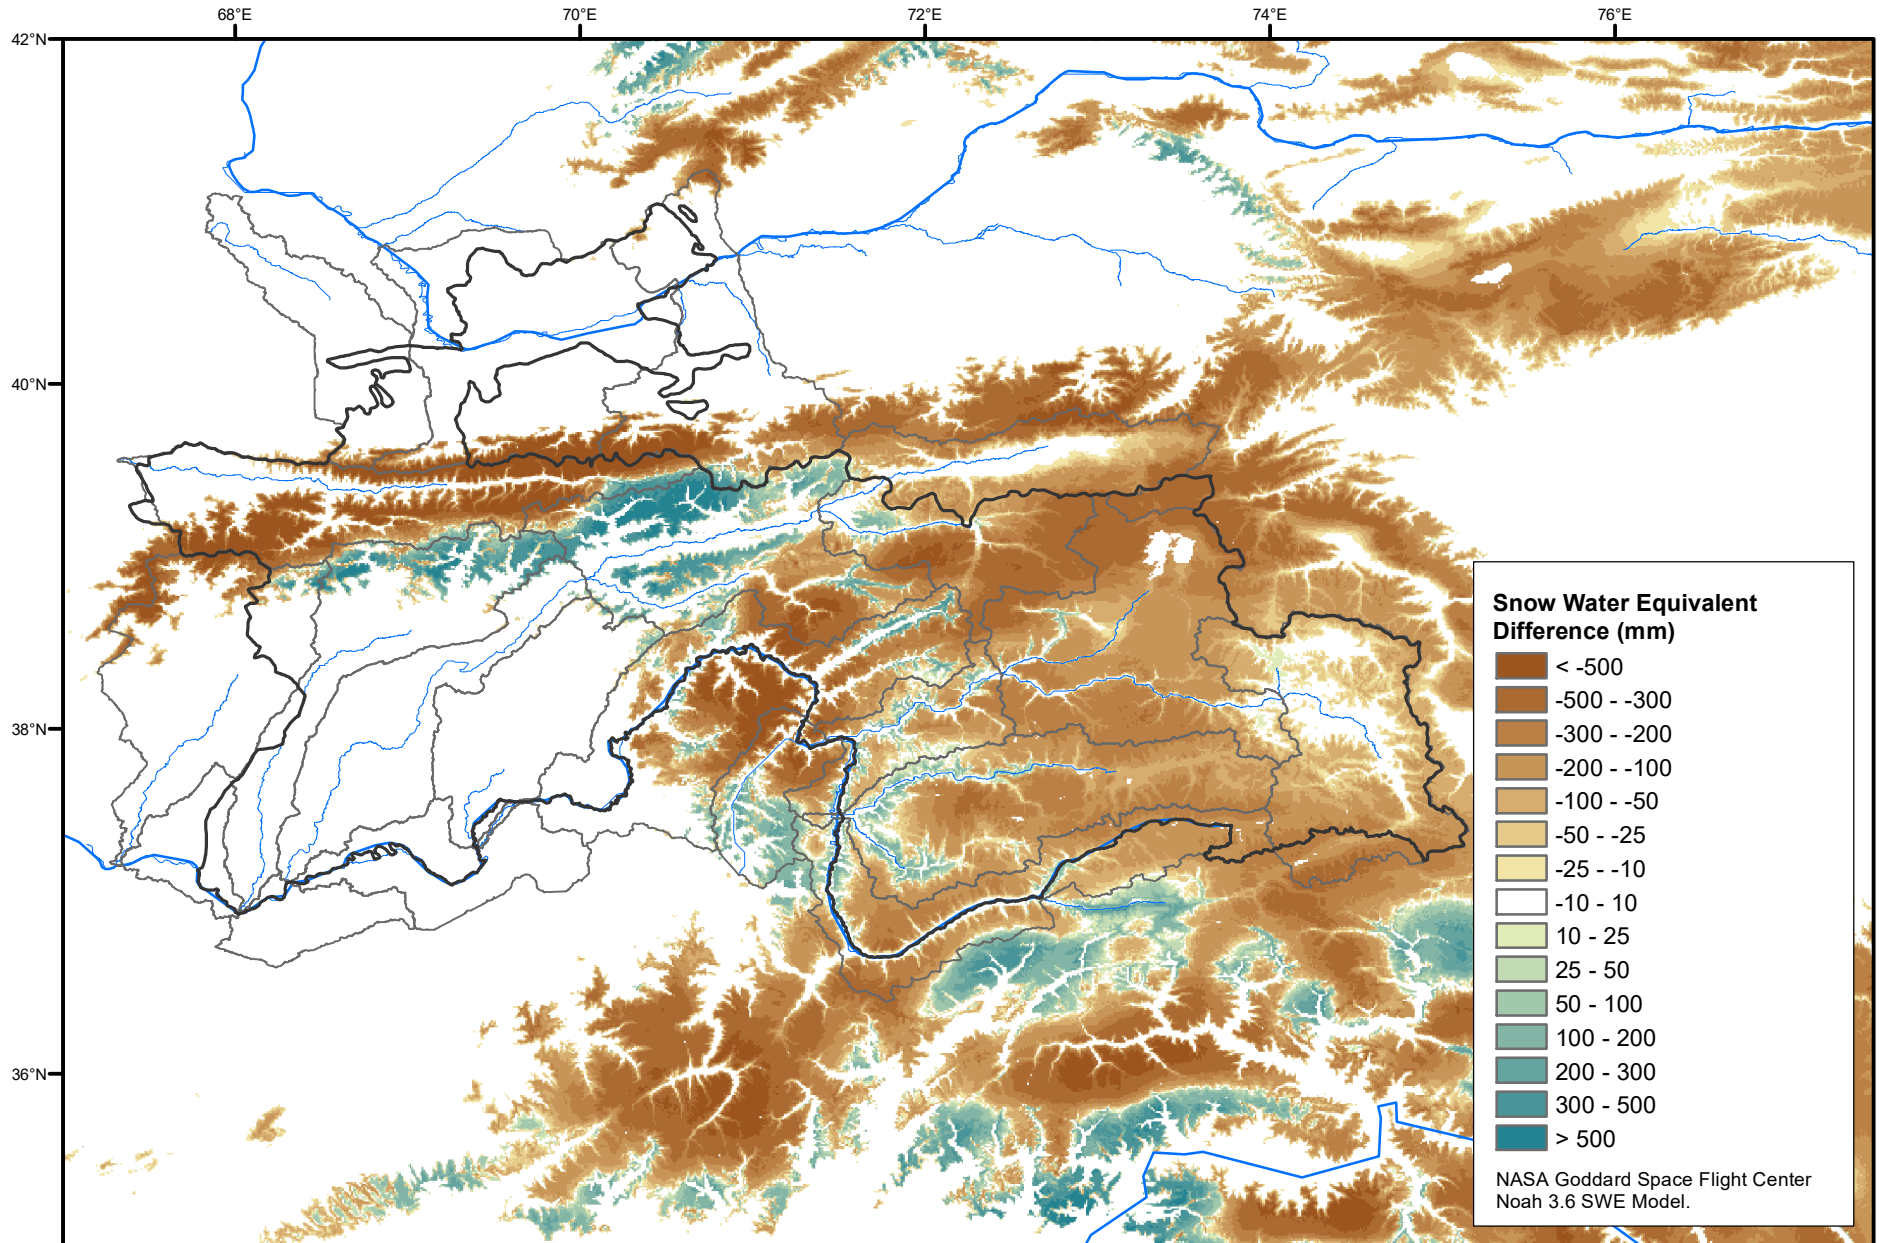 68°E
70°E
72°E
74°E
76°E
42°N
40°N
38°N
36°N
Snow Water Equivalent
Difference (mm)
< -500
-500 - -300
-300 - -200
-200 - -100
-100 - -50
-50 - -25
-25 - -10
-10 - 10
10 - 25
25 - 50
50 - 100
100 - 200
200 - 300
300 - 500
> 500
NASA Goddard Space Flight Center
Noah 3.6 SWE Model.